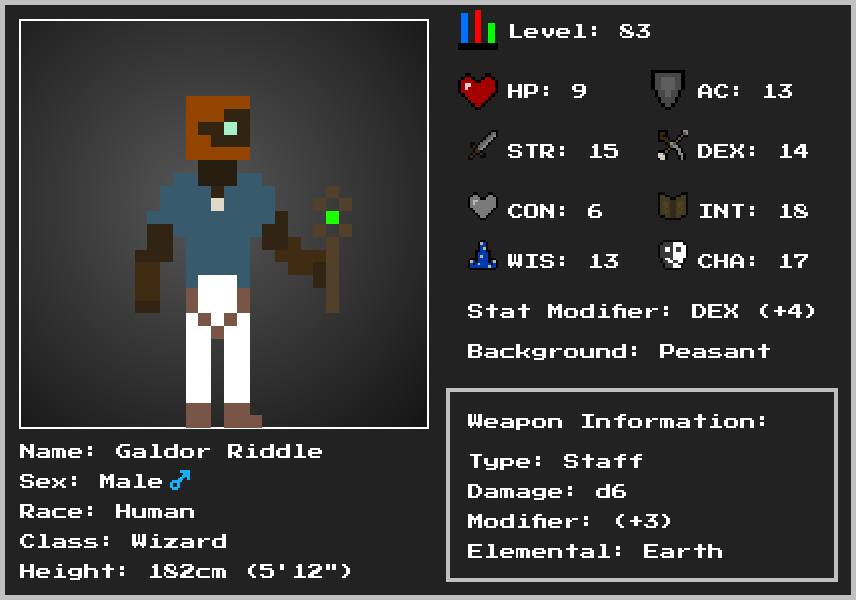 Level: 83
HP: 9
AC: 13
STR: 15
DEX: 14
CON: 6
INT: 18
WIS: 13
CHA: 17
Stat Modifier: DEX (+4)
Background: Peasant
Weapon Information:
Type: Staff
Damage: d6
Modifier: (+3)
Elemental: Earth
Name: Galdor Riddle
Sex: Male♂
Race: Human
Class: Wizard
Height: 182cm (5'12")